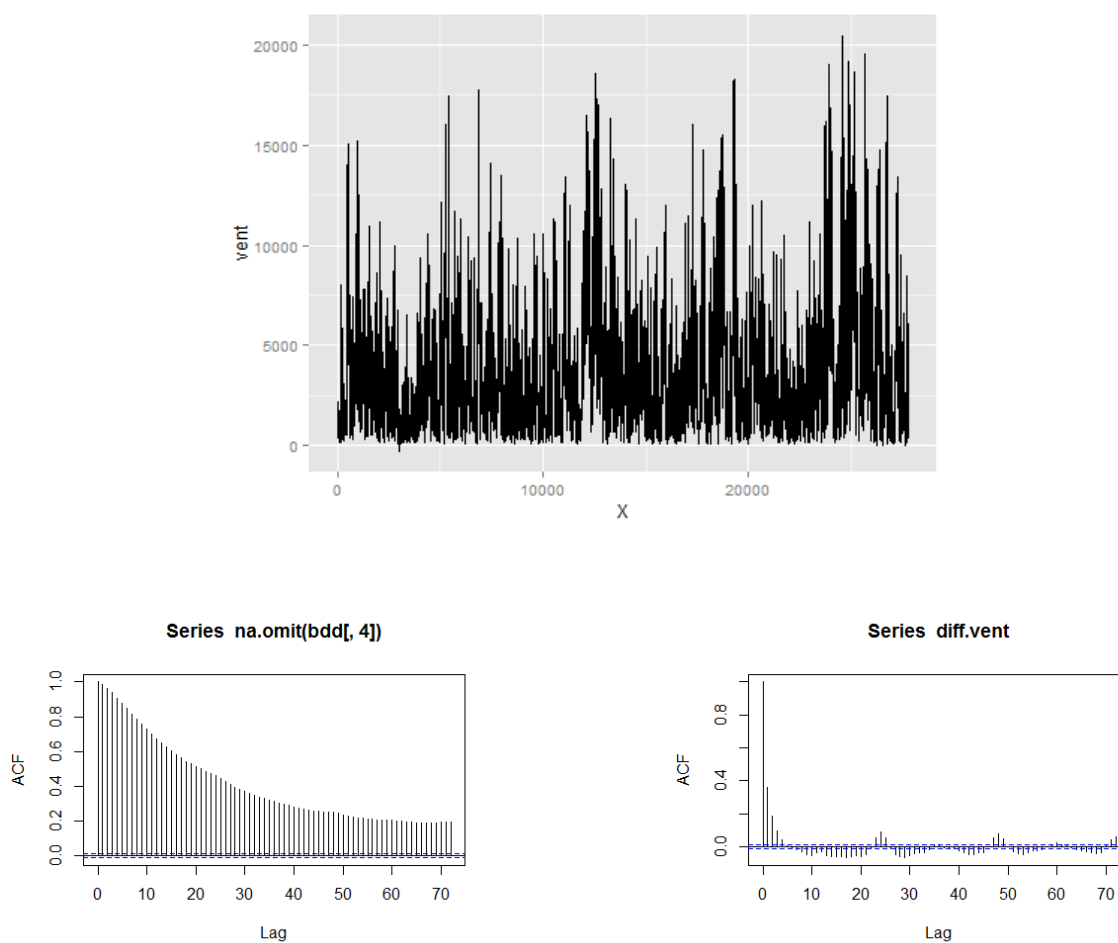 20000
15000
10000
5000
0
vent
0 10000 20000
X
Series na.omit(bdd[, 4])
ACF
0.0 0.2 0.4 0.6 0.8 1.0
0 10 20 30 40 50 60 70
Lag
Series diff.vent
ACF
0.0 0.4 0.8
0 10 20 30 40 50 60 70
Lag